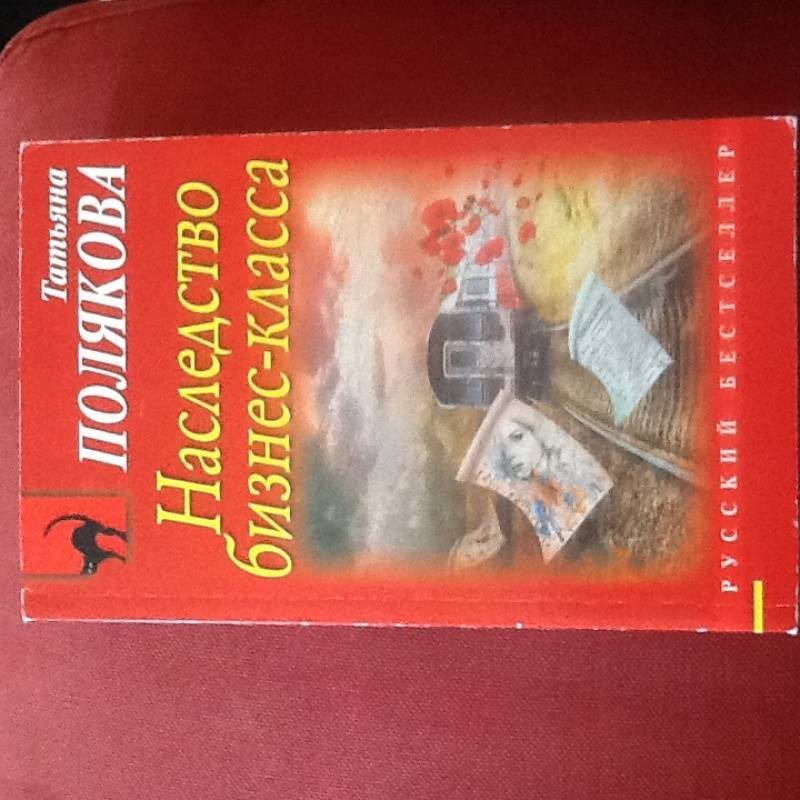 Татьяна
ПОЛЯКОВА
Наследство
бизнес-класса
РУССКИЙ БЕСТСЕЛЛЕР